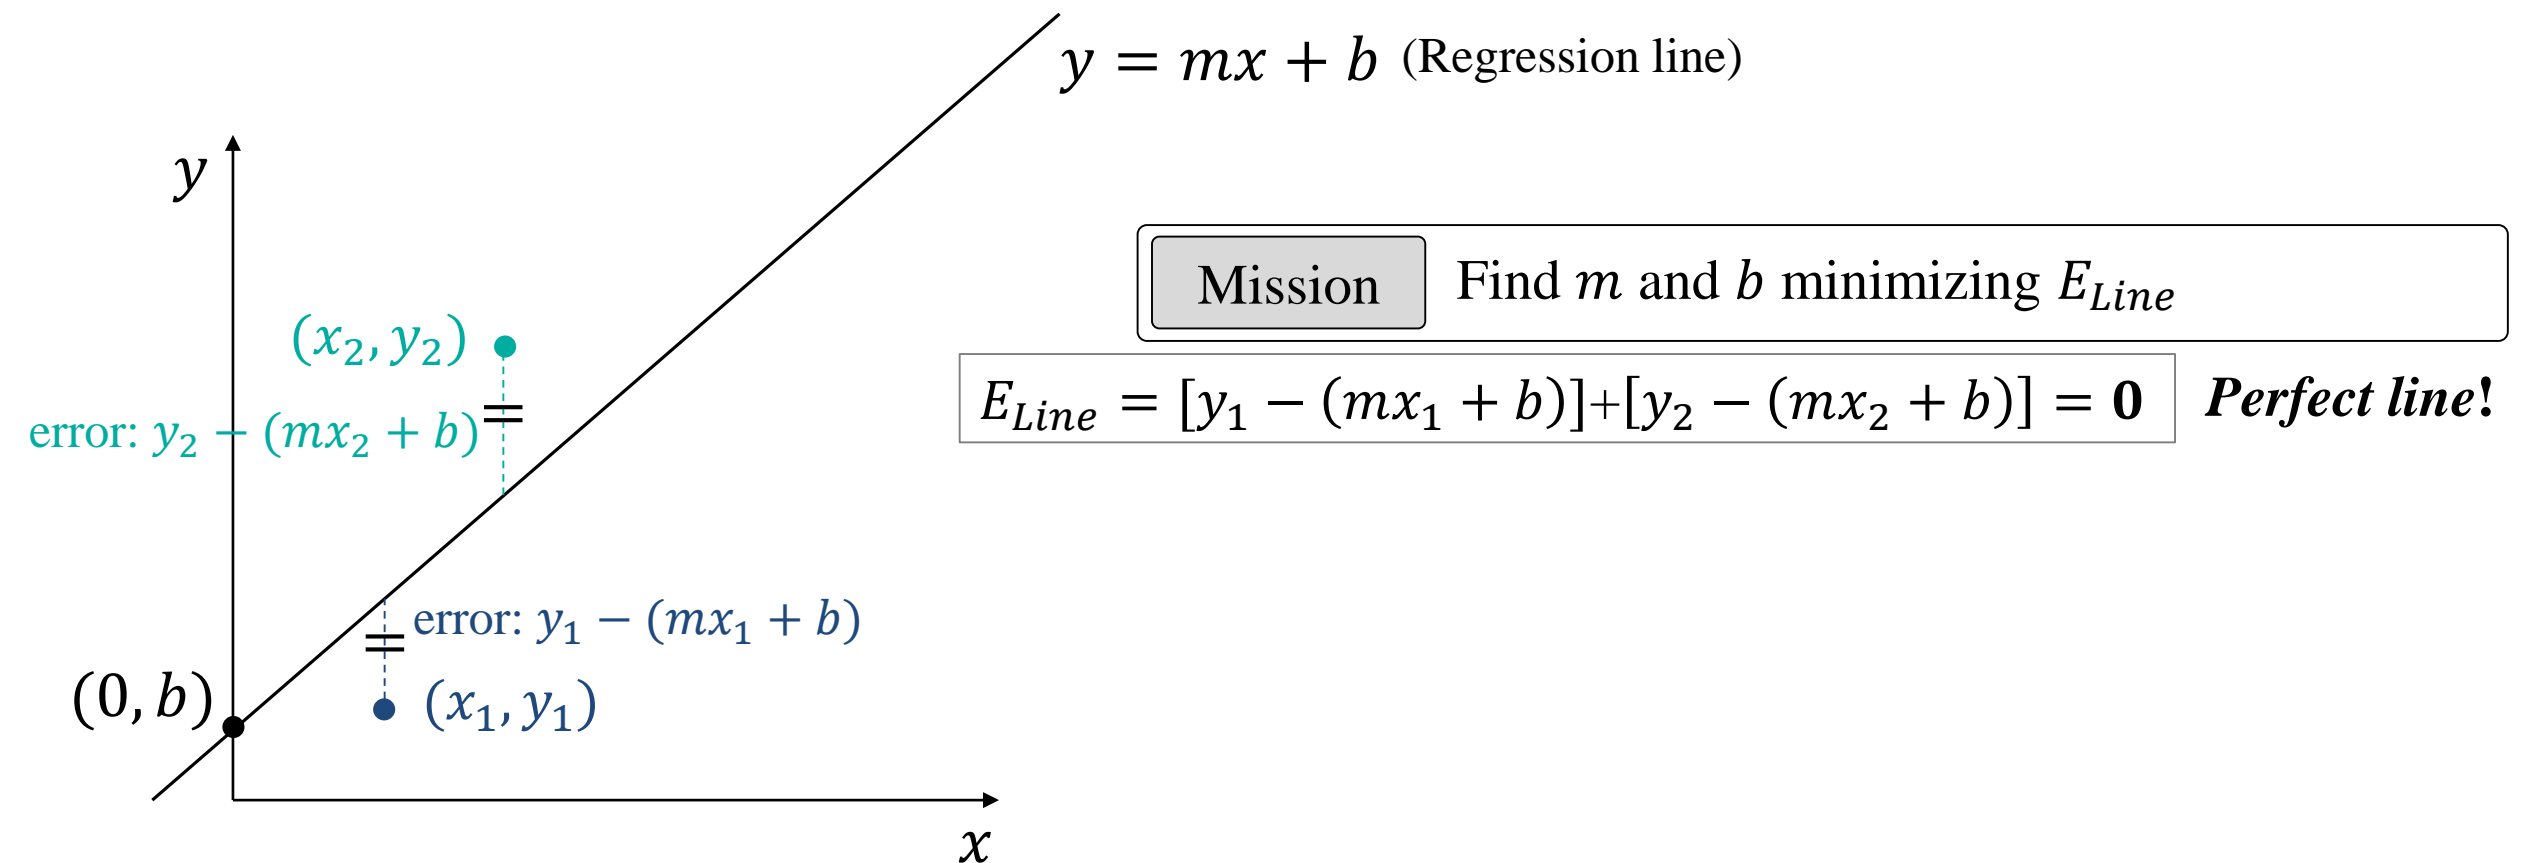 y = mx + b (Regression line)
y
Mission Find m and b minimizing E_Line
(x₂, y₂)
E_Line = [y₁ − (mx₁ + b)]+[y₂ − (mx₂ + b)] = 0 Perfect line!
error: y₂ − (mx₂ + b)
error: y₁ − (mx₁ + b)
(0, b)
(x₁, y₁)
x